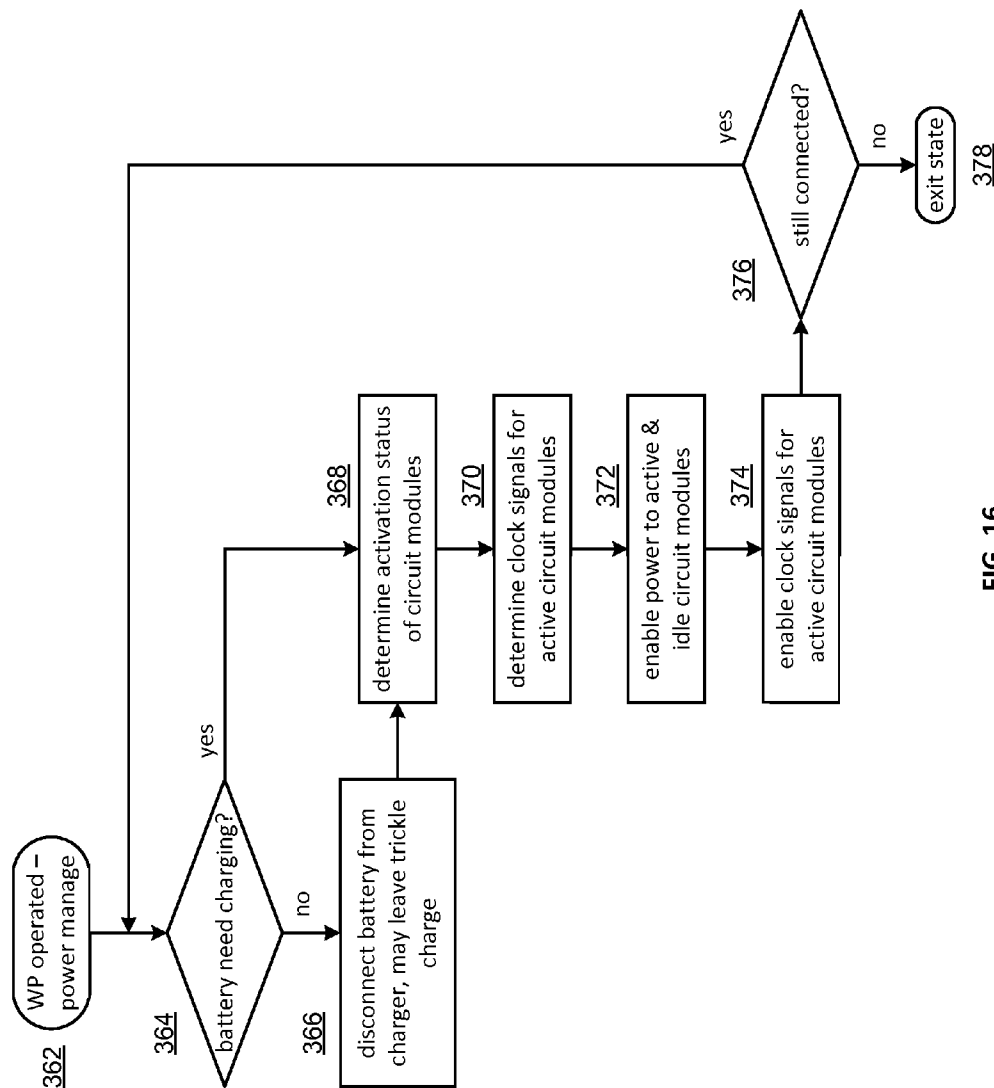 362
WP operated –
power manage
364
battery need charging?
yes
no
366
disconnect battery from
charger, may leave trickle
charge
368
determine activation status
of circuit modules
370
determine clock signals for
active circuit modules
372
enable power to active &
idle circuit modules
374
enable clock signals for
active circuit modules
376
still connected?
yes
no
exit state
378
FIG. 16